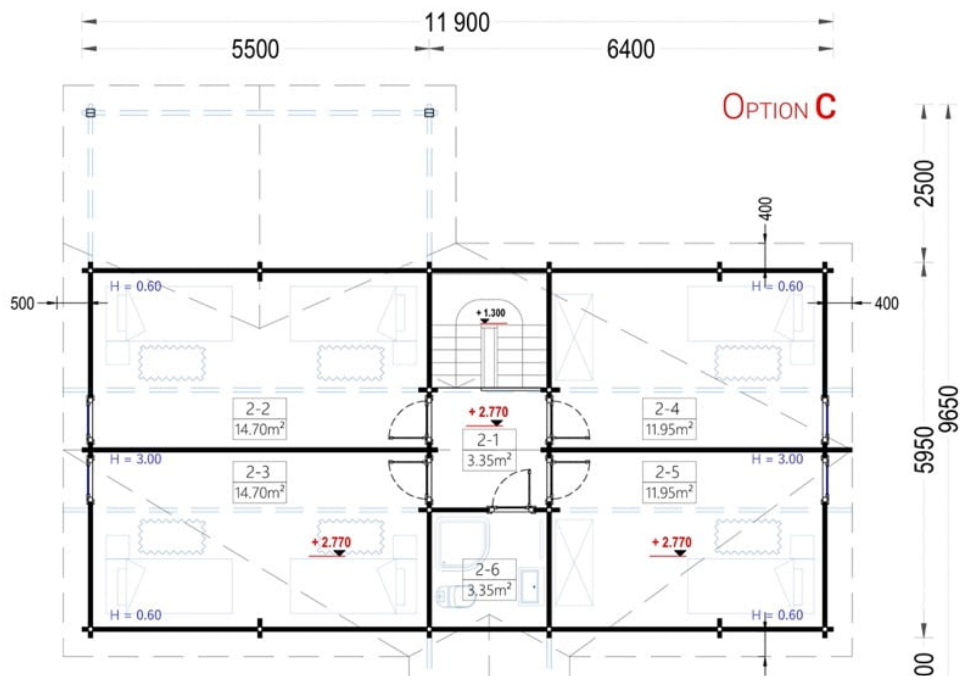 11 900
5500
6400
OPTION C
2500
400
500
H = 0.60
H = 0.60
400
+ 1.300
9650
5950
2-2
14.70m²
+ 2.770
2-1
3.35m²
2-4
11.95m²
H = 3.00
H = 3.00
2-3
14.70m²
2-5
11.95m²
+ 2.770
+ 2.770
2-6
3.35m²
H = 0.60
H = 0.60
00